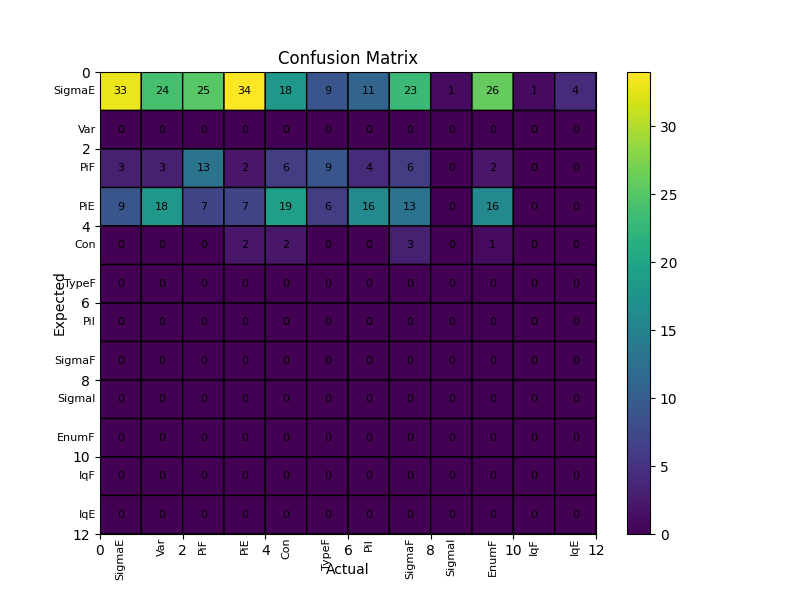 Confusion Matrix
0
SigmaE 33 24 25 34 18 9 11 23 1 26 1 4
Var 0 0 0 0 0 0 0 0 0 0 0 0
2
PiF 3 3 13 2 6 9 4 6 0 2 0 0
PiE 9 18 7 7 19 6 16 13 0 16 0 0
4
Con 0 0 0 2 2 0 0 3 0 1 0 0
TypeF 0 0 0 0 0 0 0 0 0 0 0 0
6
PiI 0 0 0 0 0 0 0 0 0 0 0 0
SigmaF 0 0 0 0 0 0 0 0 0 0 0 0
8
SigmaI 0 0 0 0 0 0 0 0 0 0 0 0
EnumF 0 0 0 0 0 0 0 0 0 0 0 0
10
IqF 0 0 0 0 0 0 0 0 0 0 0 0
IqE 0 0 0 0 0 0 0 0 0 0 0 0
12
Expected
0 2 4 6 8 10 12
SigmaE Var PiF PiE Con TypeF PiI SigmaF SigmaI EnumF IqF IqE
Actual
30
25
20
15
10
5
0